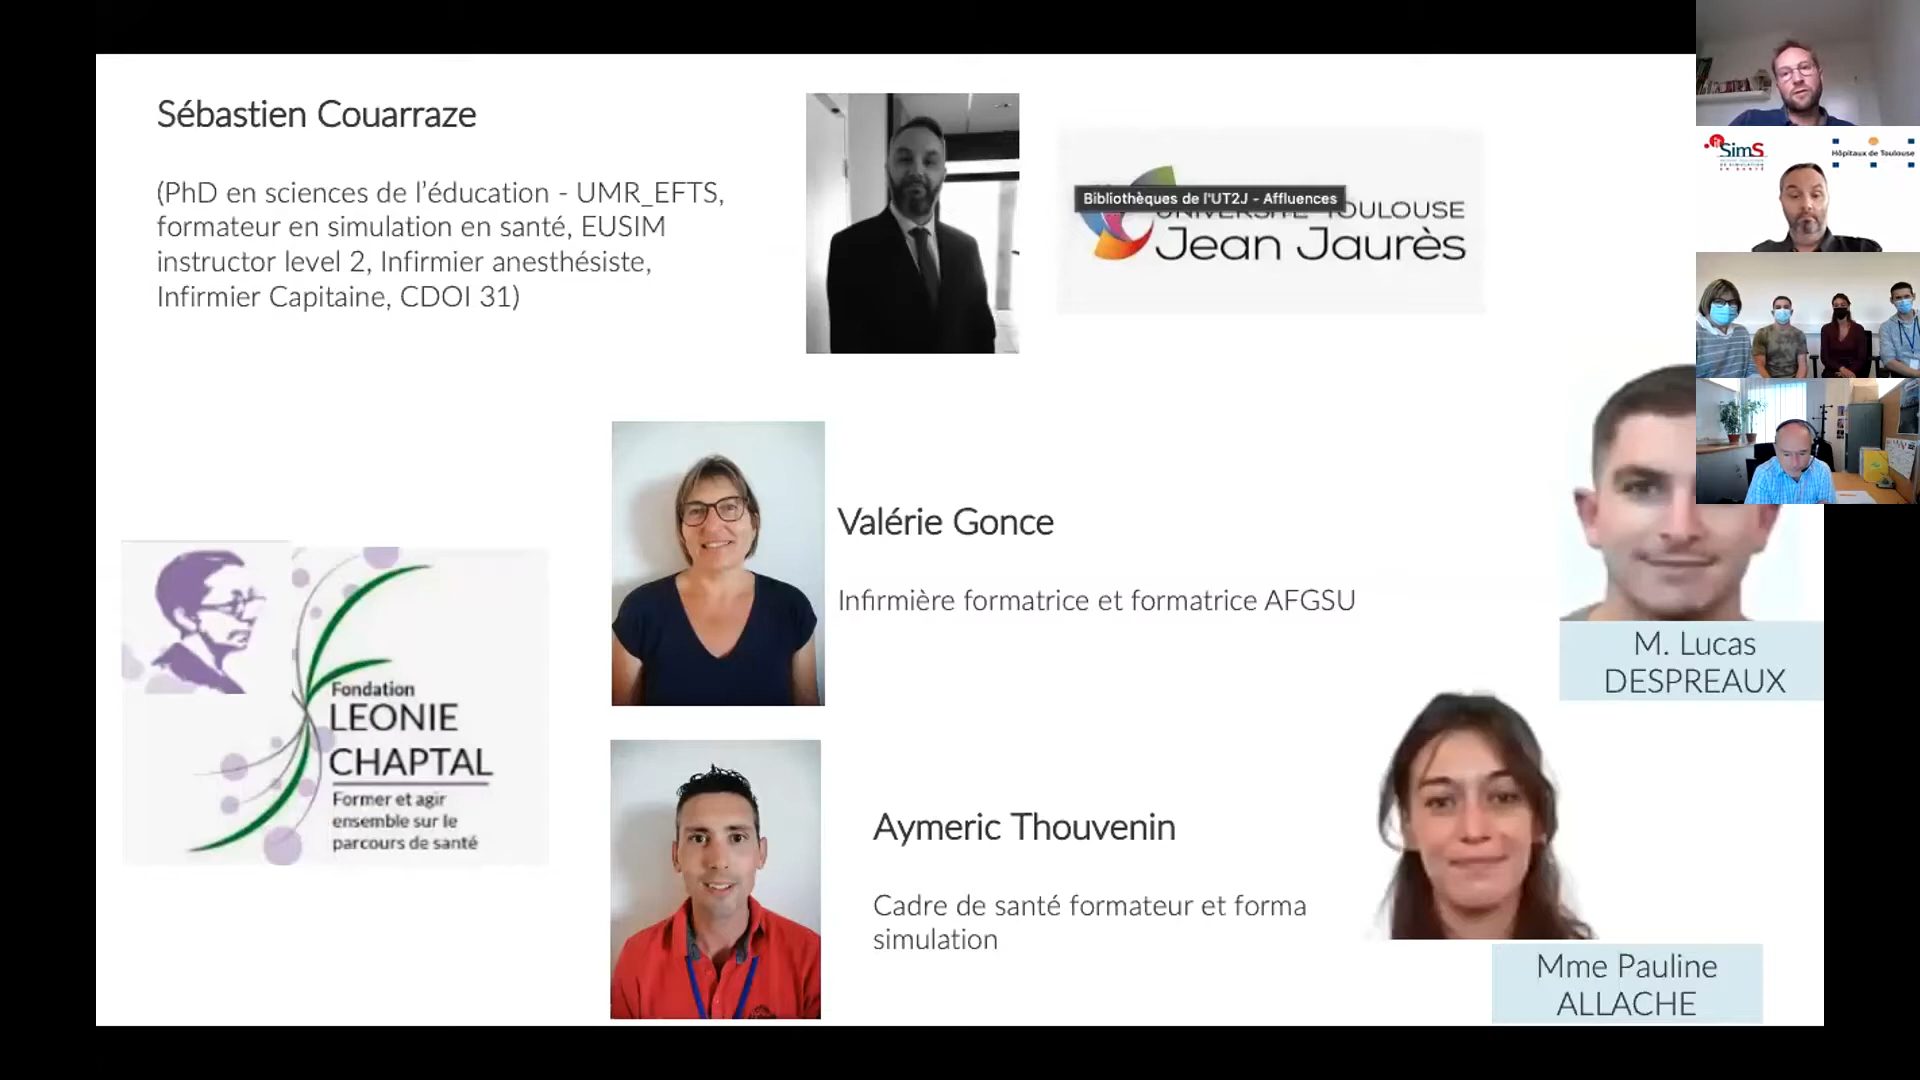 Sébastien Couarraze
(PhD en sciences de l'éducation - UMR_EFTS,
formateur en simulation en santé, EUSIM
instructor level 2, Infirmier anesthésiste,
Infirmier Capitaine, CDOI 31)
Bibliothèques de l'UT2J - Affluences
UNIVERSITÉ TOULOUSE
Jean Jaurès
SimS
Hôpitaux de Toulouse
Valérie Gonce
Infirmière formatrice et formatrice AFGSU
M. Lucas
DESPREAUX
Fondation
LEONIE
CHAPTAL
Former et agir
ensemble sur le
parcours de santé
Aymeric Thouvenin
Cadre de santé formateur et forma
simulation
Mme Pauline
ALLACHE